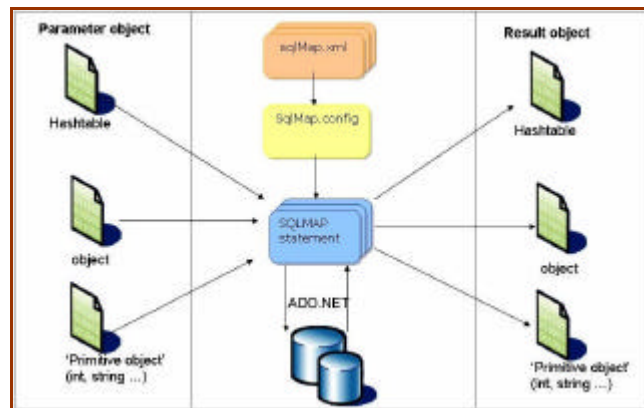 Parameter object
Hashtable
object
'Primitive object'
(int, string ...)
sqlMap.xml
SqlMap.config
SQLMAP
statement
ADO.NET
Result object
Hashtable
object
'Primitive object'
(int, string ...)